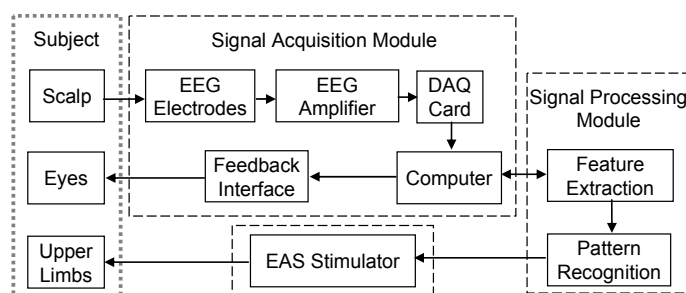 Subject
Signal Acquisition Module
Scalp
EEG
Electrodes
EEG
Amplifier
DAQ
Card
Signal Processing
Module
Eyes
Feedback
Interface
Computer
Feature
Extraction
Upper
Limbs
EAS Stimulator
Pattern
Recognition